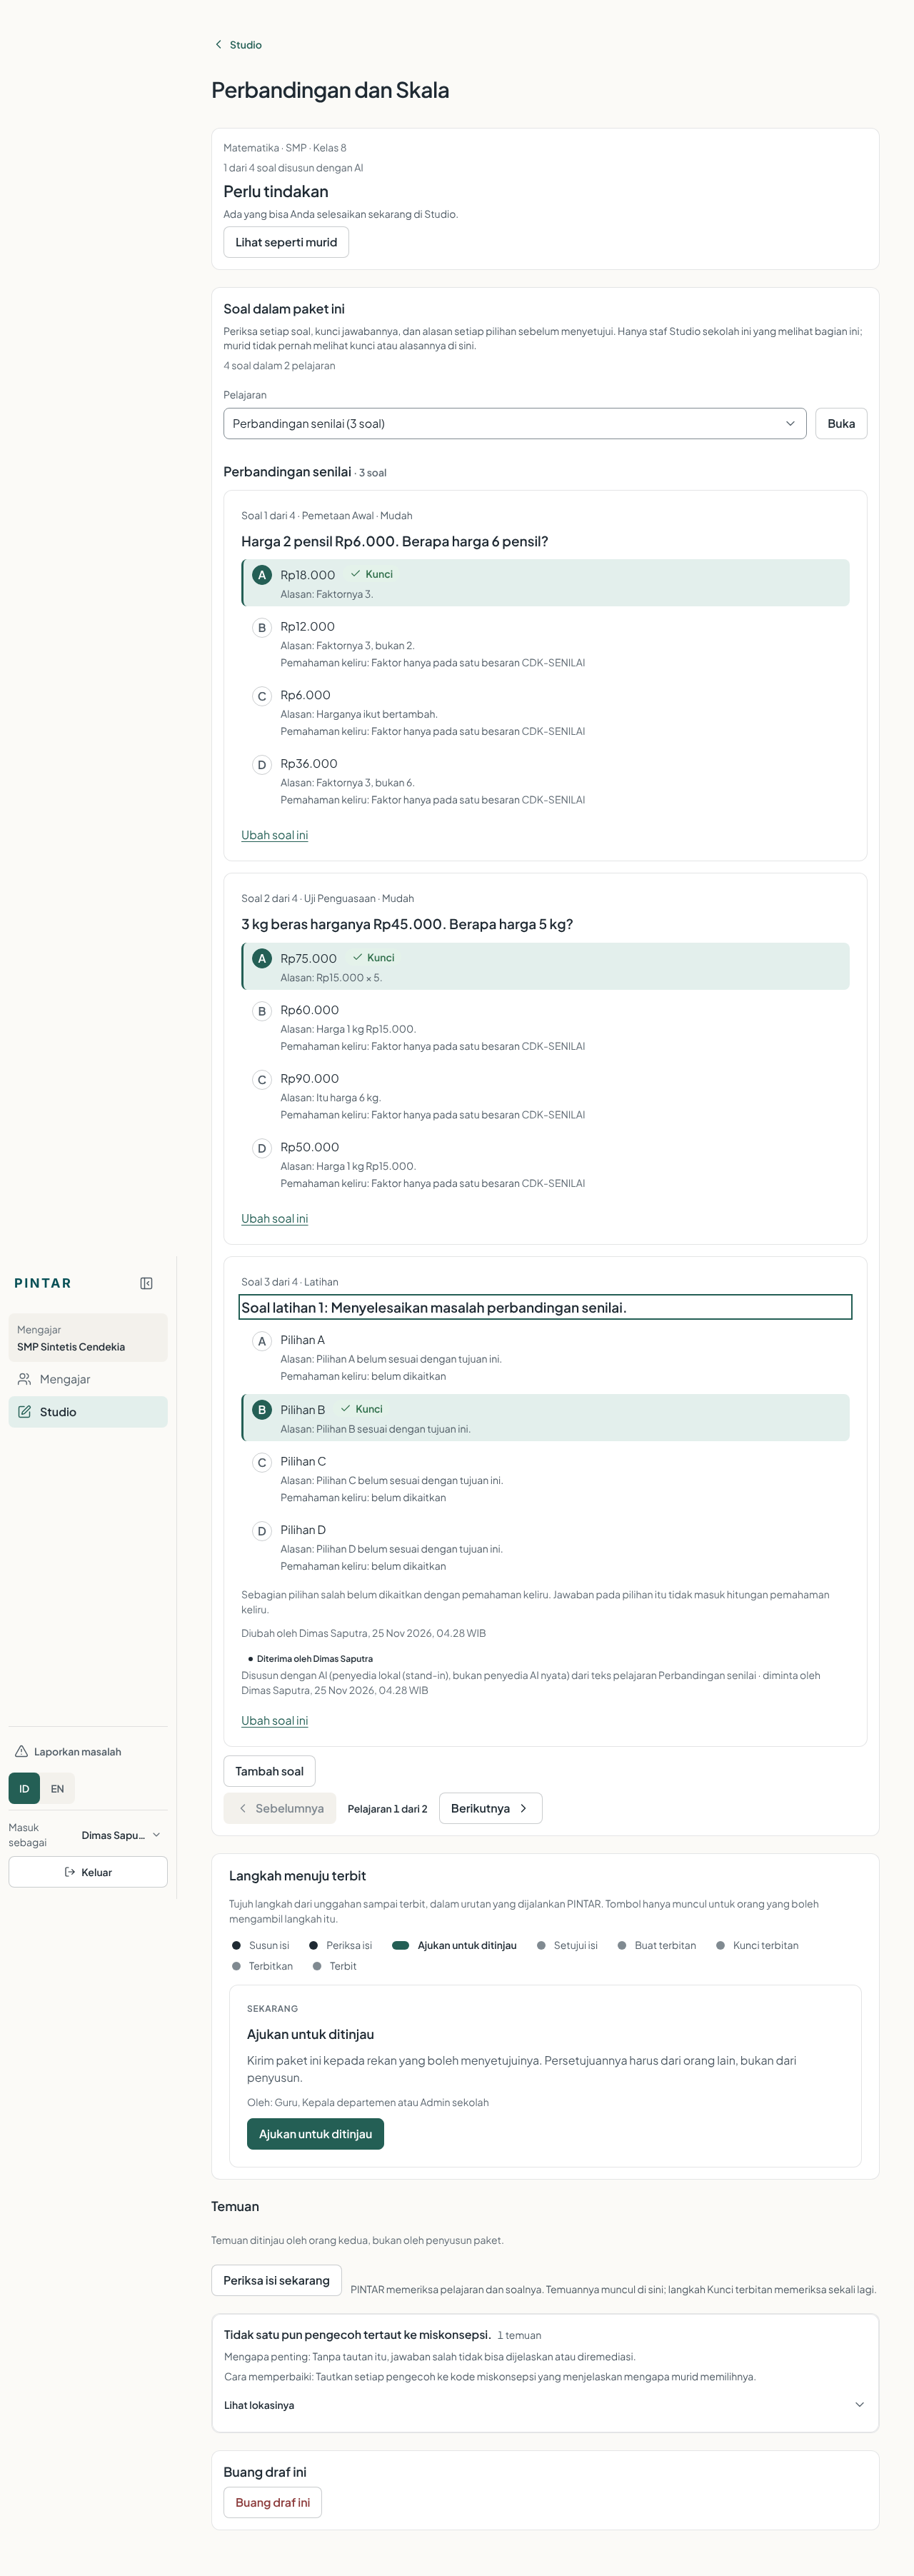 Studio
Perbandingan dan Skala
Matematika · SMP · Kelas 8
1 dari 4 soal disusun dengan AI
Perlu tindakan
Ada yang bisa Anda selesaikan sekarang di Studio.
Lihat seperti murid
Soal dalam paket ini
Periksa setiap soal, kunci jawabannya, dan alasan setiap pilihan sebelum menyetujui. Hanya staf Studio sekolah ini yang melihat bagian ini;
murid tidak pernah melihat kunci atau alasannya di sini.
4 soal dalam 2 pelajaran
Pelajaran
Perbandingan senilai (3 soal)
Buka
Perbandingan senilai · 3 soal
Soal 1 dari 4 · Pemetaan Awal · Mudah
Harga 2 pensil Rp6.000. Berapa harga 6 pensil?
A Rp18.000 Kunci
Alasan: Faktornya 3.
B Rp12.000
Alasan: Faktornya 3, bukan 2.
Pemahaman keliru: Faktor hanya pada satu besaran CDK-SENILAI
C Rp6.000
Alasan: Harganya ikut bertambah.
Pemahaman keliru: Faktor hanya pada satu besaran CDK-SENILAI
D Rp36.000
Alasan: Faktornya 3, bukan 6.
Pemahaman keliru: Faktor hanya pada satu besaran CDK-SENILAI
Ubah soal ini
Soal 2 dari 4 · Uji Penguasaan · Mudah
3 kg beras harganya Rp45.000. Berapa harga 5 kg?
A Rp75.000 Kunci
Alasan: Rp15.000 × 5.
B Rp60.000
Alasan: Harga 1 kg Rp15.000.
Pemahaman keliru: Faktor hanya pada satu besaran CDK-SENILAI
C Rp90.000
Alasan: Itu harga 6 kg.
Pemahaman keliru: Faktor hanya pada satu besaran CDK-SENILAI
D Rp50.000
Alasan: Harga 1 kg Rp15.000.
Pemahaman keliru: Faktor hanya pada satu besaran CDK-SENILAI
Ubah soal ini
Soal 3 dari 4 · Latihan
Soal latihan 1: Menyelesaikan masalah perbandingan senilai.
A Pilihan A
Alasan: Pilihan A belum sesuai dengan tujuan ini.
Pemahaman keliru: belum dikaitkan
B Pilihan B Kunci
Alasan: Pilihan B sesuai dengan tujuan ini.
C Pilihan C
Alasan: Pilihan C belum sesuai dengan tujuan ini.
Pemahaman keliru: belum dikaitkan
D Pilihan D
Alasan: Pilihan D belum sesuai dengan tujuan ini.
Pemahaman keliru: belum dikaitkan
Sebagian pilihan salah belum dikaitkan dengan pemahaman keliru. Jawaban pada pilihan itu tidak masuk hitungan pemahaman
keliru.
Diubah oleh Dimas Saputra, 25 Nov 2026, 04.28 WIB
Diterima oleh Dimas Saputra
Disusun dengan AI (penyedia lokal (stand-in), bukan penyedia AI nyata) dari teks pelajaran Perbandingan senilai · diminta oleh
Dimas Saputra, 25 Nov 2026, 04.28 WIB
Ubah soal ini
Tambah soal
Sebelumnya
Pelajaran 1 dari 2
Berikutnya
PINTAR
Mengajar
SMP Sintetis Cendekia
Mengajar
Studio
Laporkan masalah
ID EN
Masuk
sebagai
Dimas Sapu...
Keluar
Langkah menuju terbit
Tujuh langkah dari unggahan sampai terbit, dalam urutan yang dijalankan PINTAR. Tombol hanya muncul untuk orang yang boleh
mengambil langkah itu.
Susun isi Periksa isi Ajukan untuk ditinjau Setujui isi Buat terbitan Kunci terbitan
Terbitkan Terbit
SEKARANG
Ajukan untuk ditinjau
Kirim paket ini kepada rekan yang boleh menyetujuinya. Persetujuannya harus dari orang lain, bukan dari
penyusun.
Oleh: Guru, Kepala departemen atau Admin sekolah
Ajukan untuk ditinjau
Temuan
Temuan ditinjau oleh orang kedua, bukan oleh penyusun paket.
Periksa isi sekarang
PINTAR memeriksa pelajaran dan soalnya. Temuannya muncul di sini; langkah Kunci terbitan memeriksa sekali lagi.
Tidak satu pun pengecoh tertaut ke miskonsepsi. 1 temuan
Mengapa penting: Tanpa tautan itu, jawaban salah tidak bisa dijelaskan atau diremediasi.
Cara memperbaiki: Tautkan setiap pengecoh ke kode miskonsepsi yang menjelaskan mengapa murid memilihnya.
Lihat lokasinya
Buang draf ini
Buang draf ini